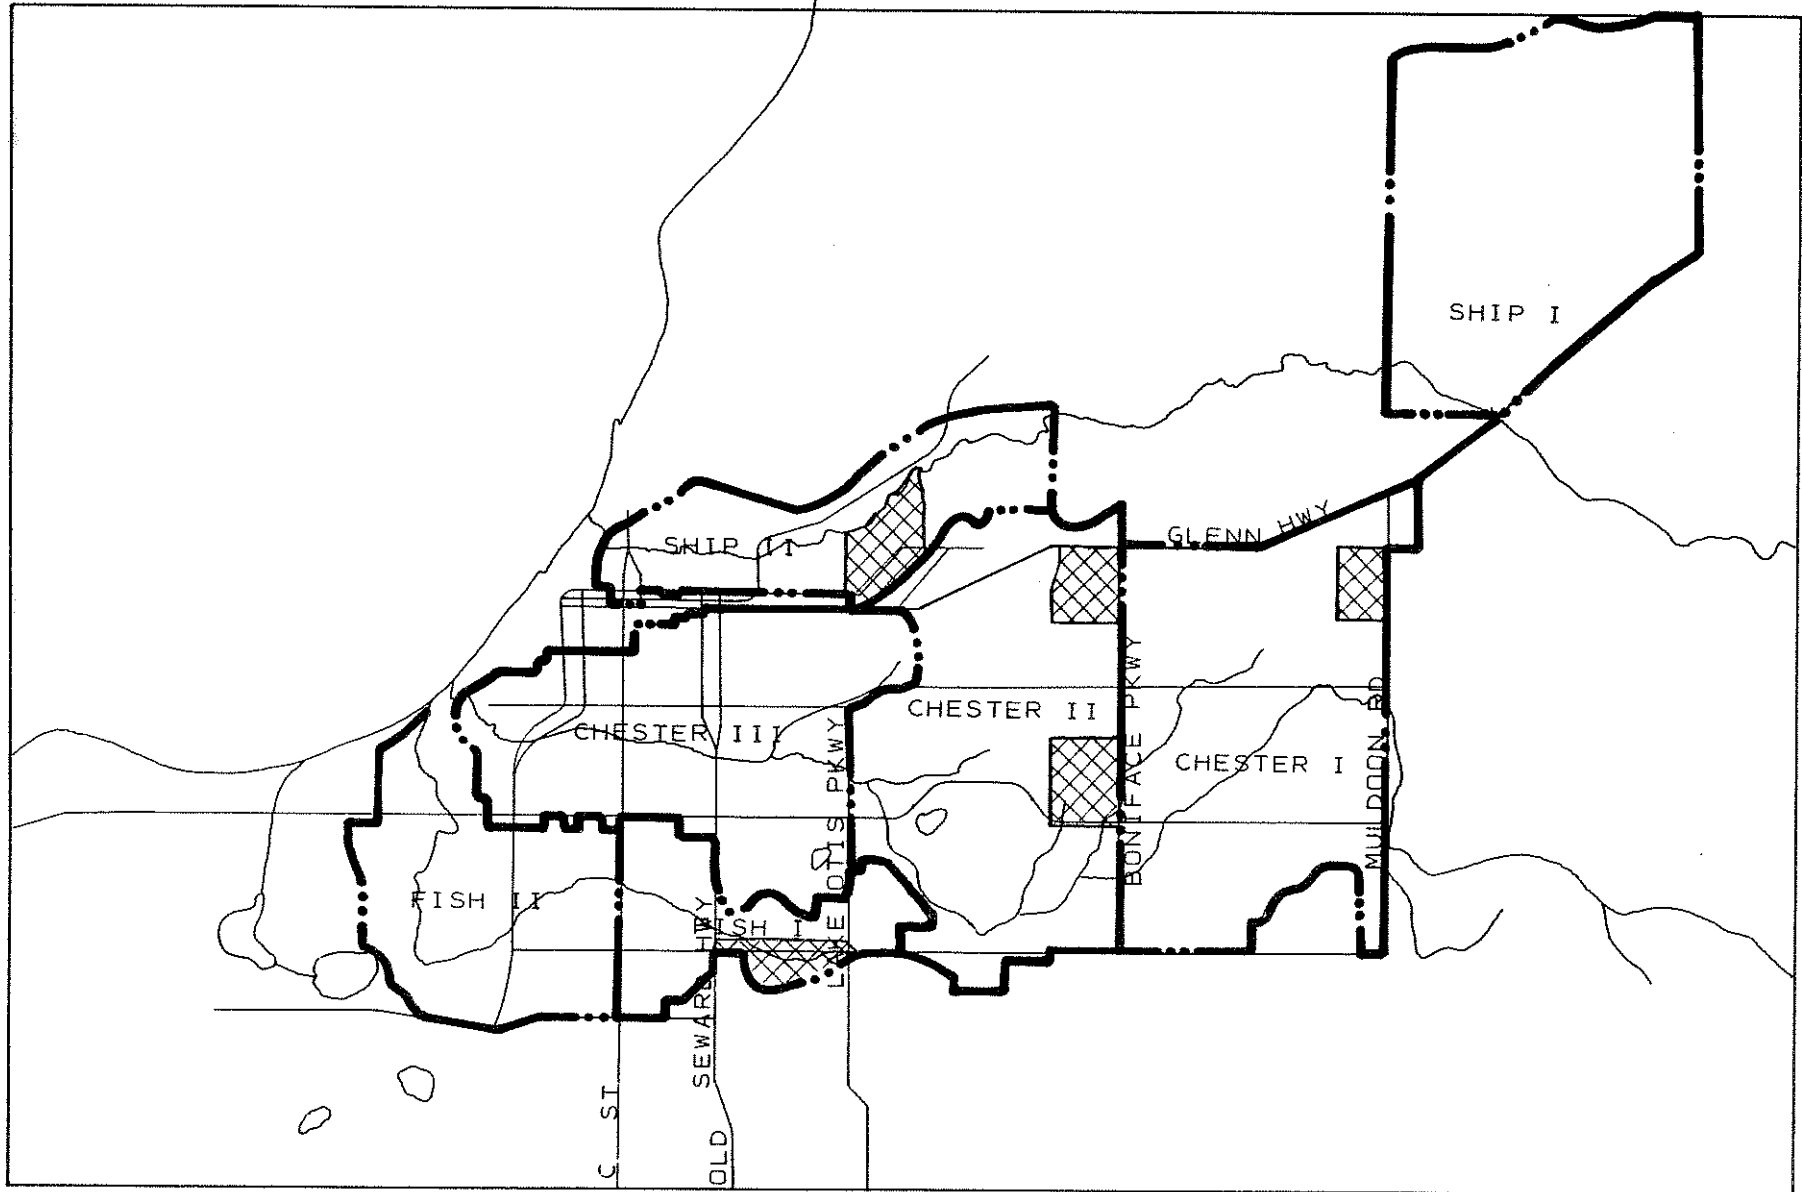 SHIP I
GLENN HWY
SHIP II
CHESTER II
CHESTER III
CHESTER I
BONIFACE PKWY
MULDOON RD
LAKE OTIS PKWY
FISH II
FISH I
OLD SEWARD HWY
C ST